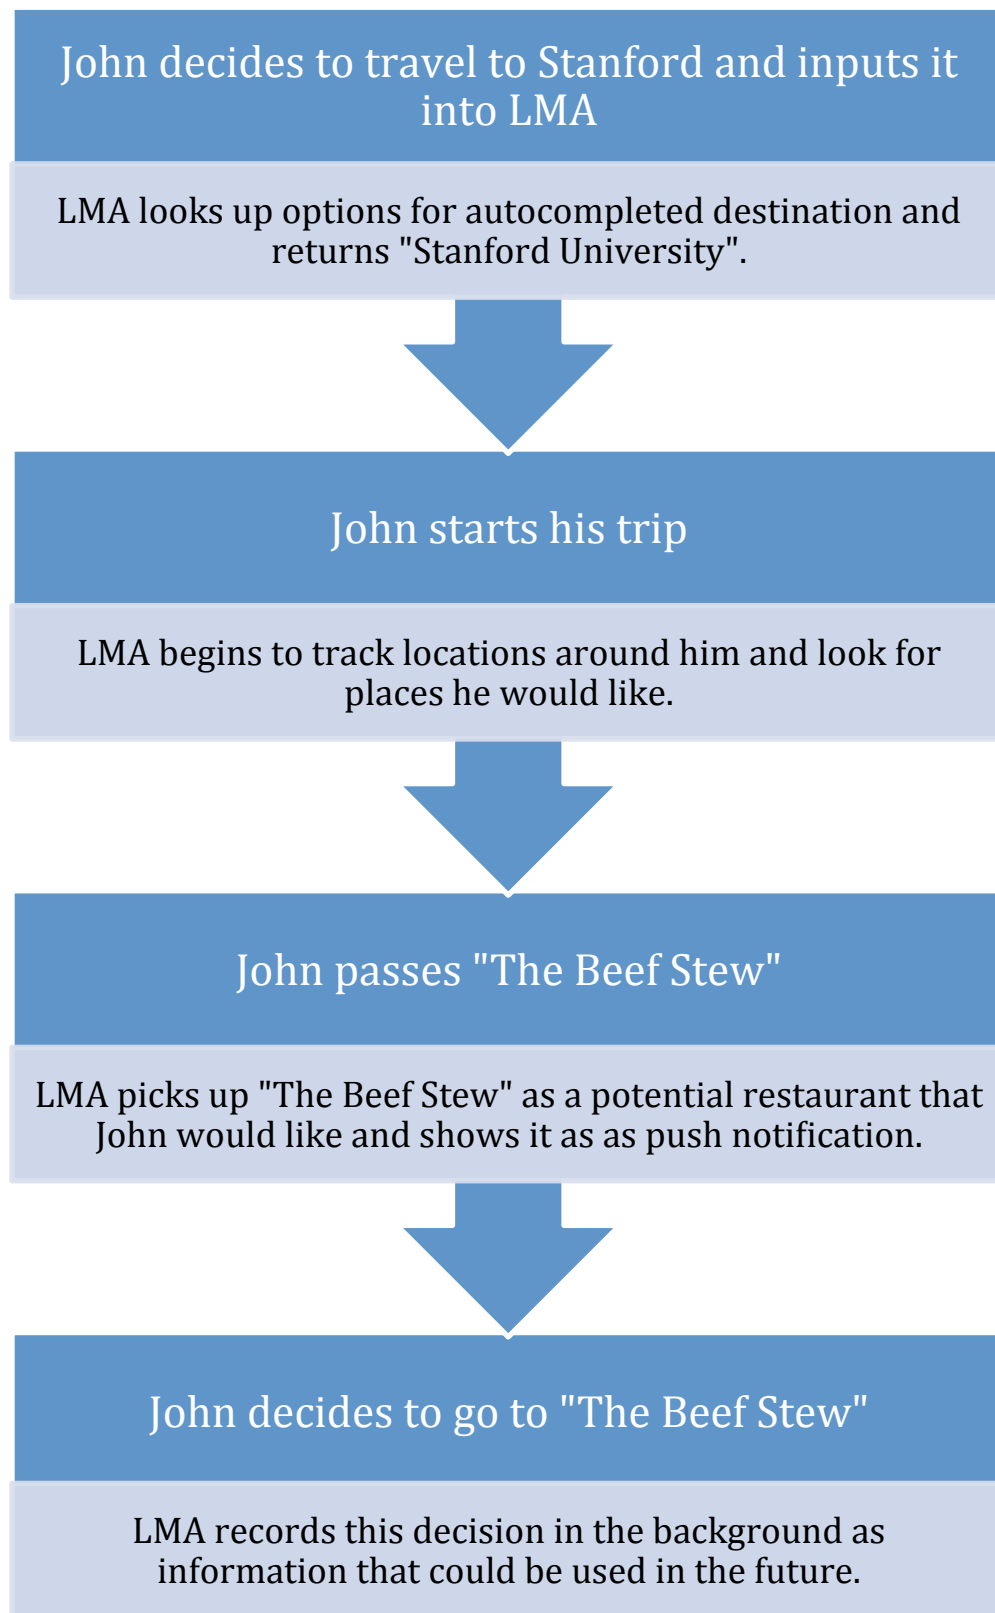 John decides to travel to Stanford and inputs it
into LMA
LMA looks up options for autocompleted destination and
returns "Stanford University".
John starts his trip
LMA begins to track locations around him and look for
places he would like.
John passes "The Beef Stew"
LMA picks up "The Beef Stew" as a potential restaurant that
John would like and shows it as as push notification.
John decides to go to "The Beef Stew"
LMA records this decision in the background as
information that could be used in the future.